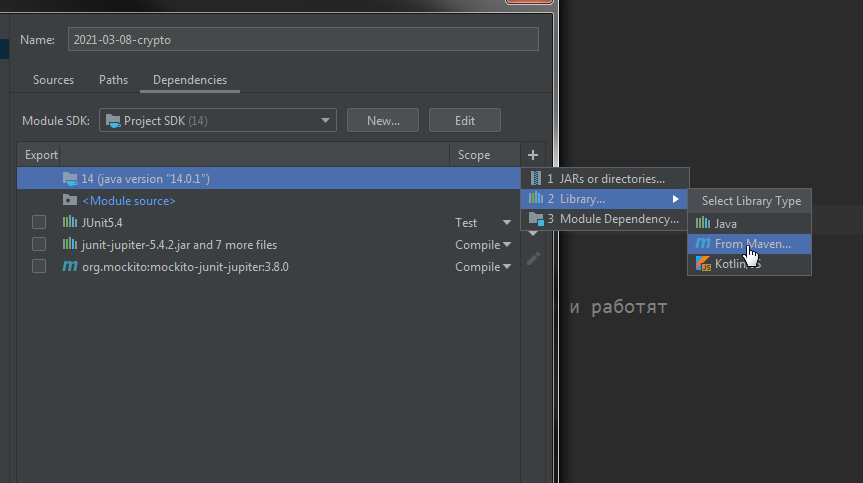 Name: 2021-03-08-crypto
Sources Paths Dependencies
Module SDK: Project SDK (14) New... Edit
Export Scope +
14 (java version "14.0.1")
<Module source>
JUnit5.4 Test
junit-jupiter-5.4.2.jar and 7 more files Compile
org.mockito:mockito-junit-jupiter:3.8.0 Compile
1 JARs or directories...
2 Library...
3 Module Dependency...
Select Library Type
Java
From Maven...
и работят